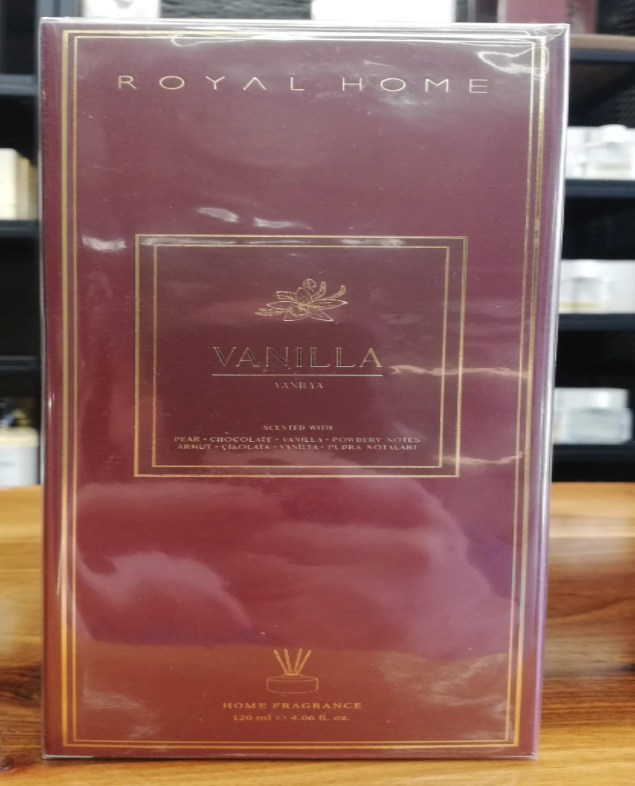 ROYAL HOME
VANILLA
VANİLYA
SCENTED WITH
PEAR • CHOCOLATE • VANILLA • POWDERY NOTES
ARMUT • ÇİKOLATA • VANİLYA • PUDRA NOTALARI
HOME FRAGRANCE
120 ml e 4.06 fl. oz.